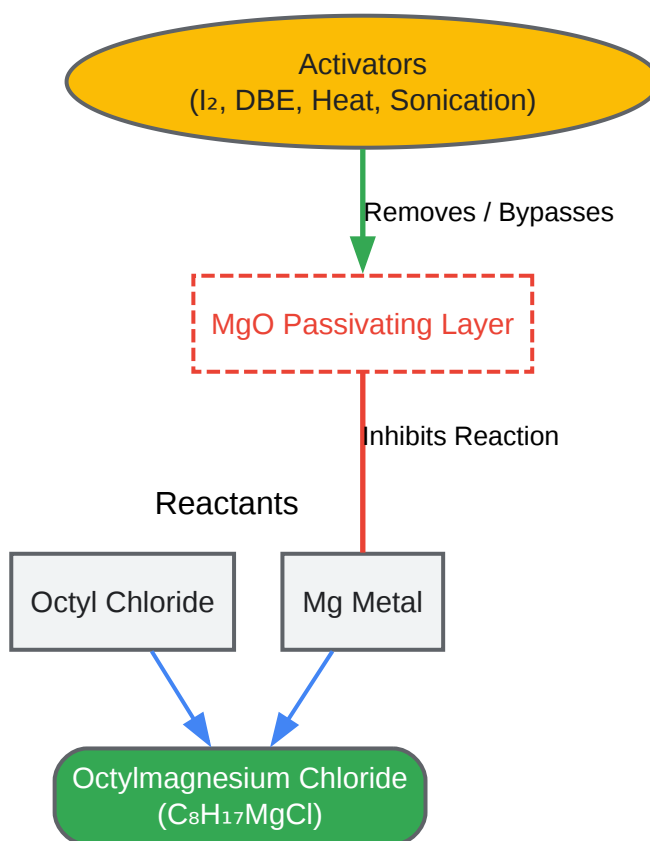 Activators
(I₂, DBE, Heat, Sonication)
Removes / Bypasses
MgO Passivating Layer
Inhibits Reaction
Reactants
Octyl Chloride
Mg Metal
Octylmagnesium Chloride
(C₈H₁₇MgCl)